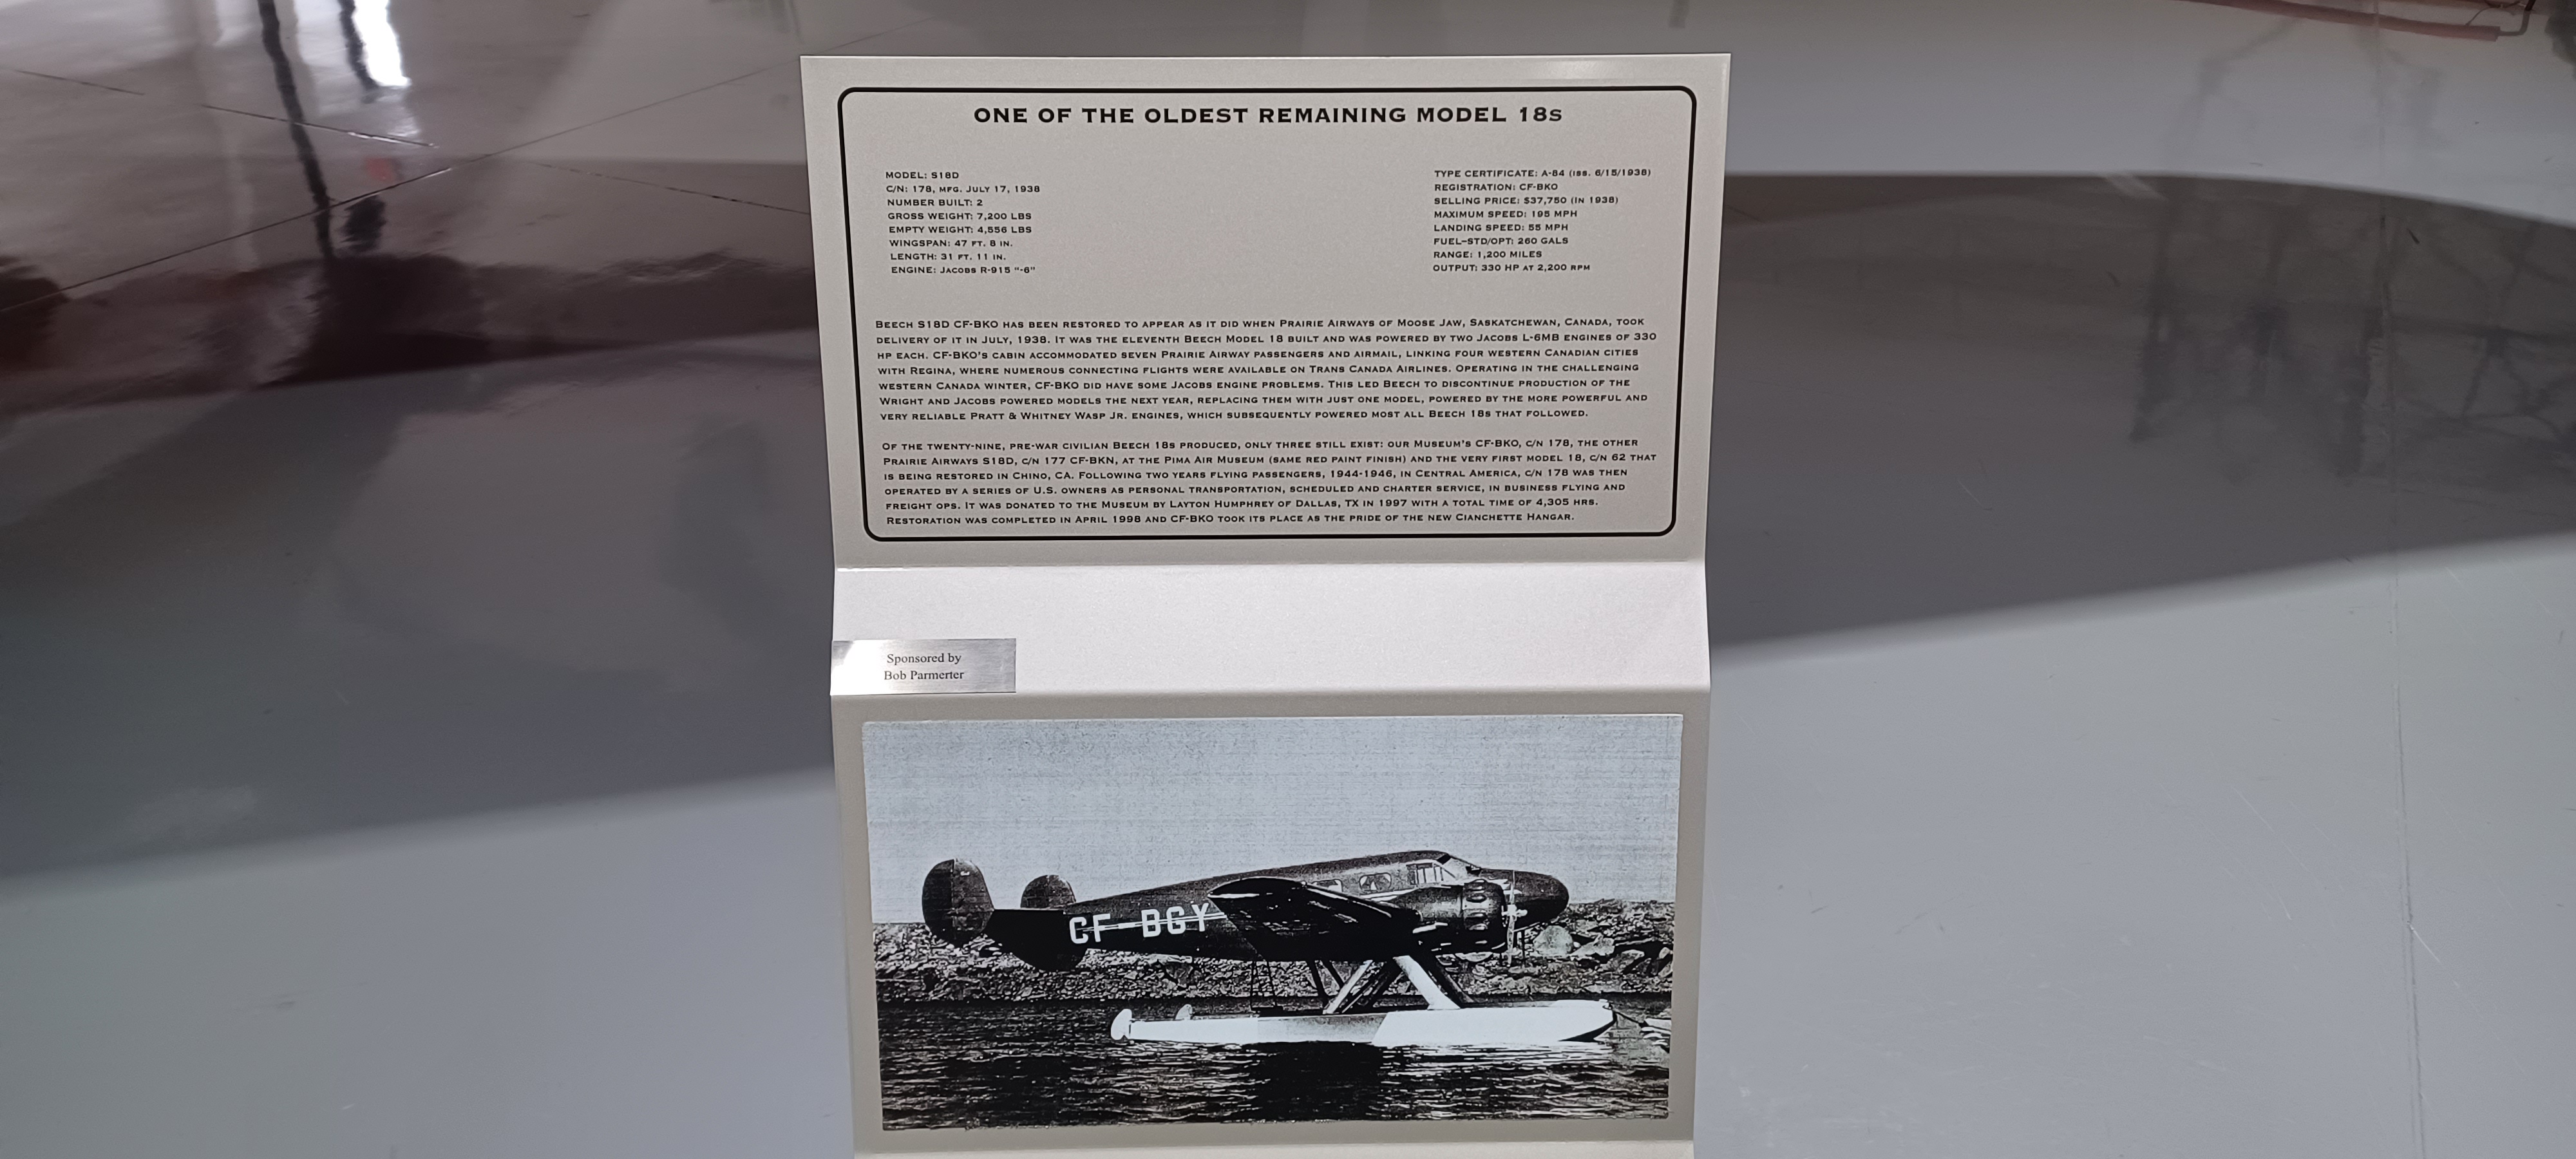 ONE OF THE OLDEST REMAINING MODEL 18s
MODEL: S18D
C/N: 178, MFG. JULY 17, 1938
NUMBER BUILT: 2
GROSS WEIGHT: 7,200 LBS
EMPTY WEIGHT: 4,556 LBS
WINGSPAN: 47 FT. 8 IN.
LENGTH: 31 FT. 11 IN.
ENGINE: JACOBS R-915 "-6"
TYPE CERTIFICATE: A-84 (ISS. 6/15/1938)
REGISTRATION: CF-BKO
SELLING PRICE: $37,750 (IN 1938)
MAXIMUM SPEED: 195 MPH
LANDING SPEED: 55 MPH
FUEL–STD/OPT: 260 GALS
RANGE: 1,200 MILES
OUTPUT: 330 HP AT 2,200 RPM
BEECH S18D CF-BKO HAS BEEN RESTORED TO APPEAR AS IT DID WHEN PRAIRIE AIRWAYS OF MOOSE JAW, SASKATCHEWAN, CANADA, TOOK
DELIVERY OF IT IN JULY, 1938. IT WAS THE ELEVENTH BEECH MODEL 18 BUILT AND WAS POWERED BY TWO JACOBS L-6MB ENGINES OF 330
HP EACH. CF-BKO'S CABIN ACCOMMODATED SEVEN PRAIRIE AIRWAY PASSENGERS AND AIRMAIL, LINKING FOUR WESTERN CANADIAN CITIES
WITH REGINA, WHERE NUMEROUS CONNECTING FLIGHTS WERE AVAILABLE ON TRANS CANADA AIRLINES. OPERATING IN THE CHALLENGING
WESTERN CANADA WINTER, CF-BKO DID HAVE SOME JACOBS ENGINE PROBLEMS. THIS LED BEECH TO DISCONTINUE PRODUCTION OF THE
WRIGHT AND JACOBS POWERED MODELS THE NEXT YEAR, REPLACING THEM WITH JUST ONE MODEL, POWERED BY THE MORE POWERFUL AND
VERY RELIABLE PRATT & WHITNEY WASP JR. ENGINES, WHICH SUBSEQUENTLY POWERED MOST ALL BEECH 18S THAT FOLLOWED.
OF THE TWENTY-NINE, PRE-WAR CIVILIAN BEECH 18S PRODUCED, ONLY THREE STILL EXIST: OUR MUSEUM'S CF-BKO, C/N 178, THE OTHER
PRAIRIE AIRWAYS S18D, C/N 177 CF-BKN, AT THE PIMA AIR MUSEUM (SAME RED PAINT FINISH) AND THE VERY FIRST MODEL 18, C/N 62 THAT
IS BEING RESTORED IN CHINO, CA. FOLLOWING TWO YEARS FLYING PASSENGERS, 1944-1946, IN CENTRAL AMERICA, C/N 178 WAS THEN
OPERATED BY A SERIES OF U.S. OWNERS AS PERSONAL TRANSPORTATION, SCHEDULED AND CHARTER SERVICE, IN BUSINESS FLYING AND
FREIGHT OPS. IT WAS DONATED TO THE MUSEUM BY LAYTON HUMPHREY OF DALLAS, TX IN 1997 WITH A TOTAL TIME OF 4,305 HRS.
RESTORATION WAS COMPLETED IN APRIL 1998 AND CF-BKO TOOK ITS PLACE AS THE PRIDE OF THE NEW CIANCHETTE HANGAR.
Sponsored by
Bob Parmerter
CF-BGY